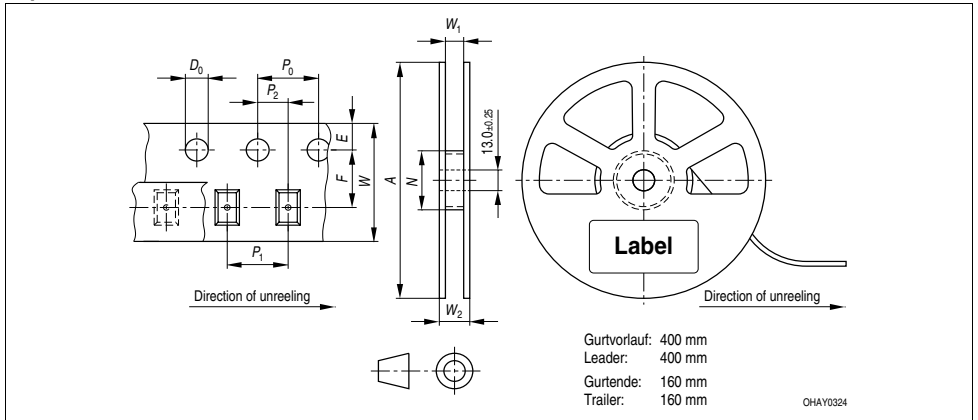 W1
D0
P0
P2
E
F
W
A
N
13.0±0.25
P1
W2
Label
Direction of unreeling
Direction of unreeling
Gurtvorlauf: 400 mm
Leader: 400 mm
Gurtende: 160 mm
Trailer: 160 mm
OHAY0324